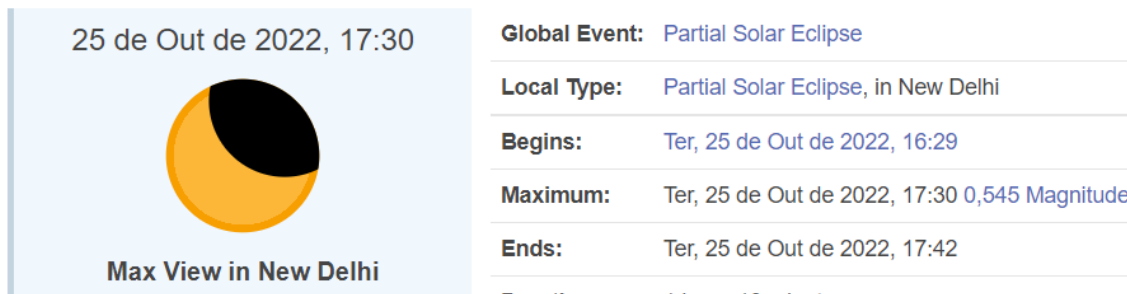 25 de Out de 2022, 17:30
Max View in New Delhi
Global Event: Partial Solar Eclipse
Local Type: Partial Solar Eclipse, in New Delhi
Begins: Ter, 25 de Out de 2022, 16:29
Maximum: Ter, 25 de Out de 2022, 17:30 0,545 Magnitude
Ends: Ter, 25 de Out de 2022, 17:42